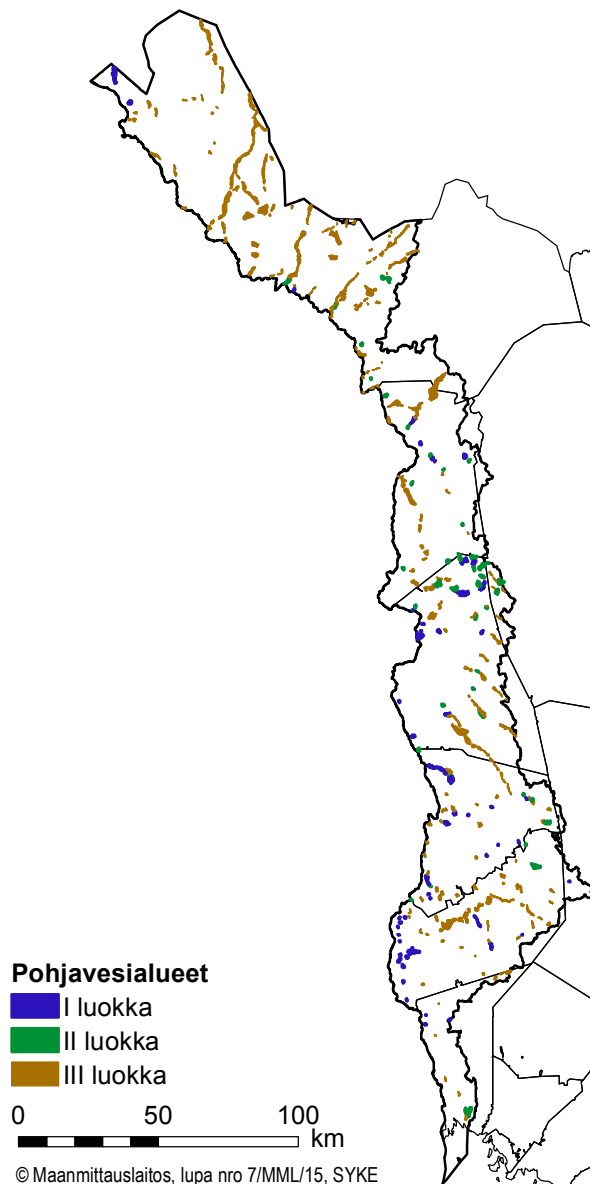 Pohjavesialueet
I luokka
II luokka
III luokka
0 50 100
km
© Maanmittauslaitos, lupa nro 7/MML/15, SYKE